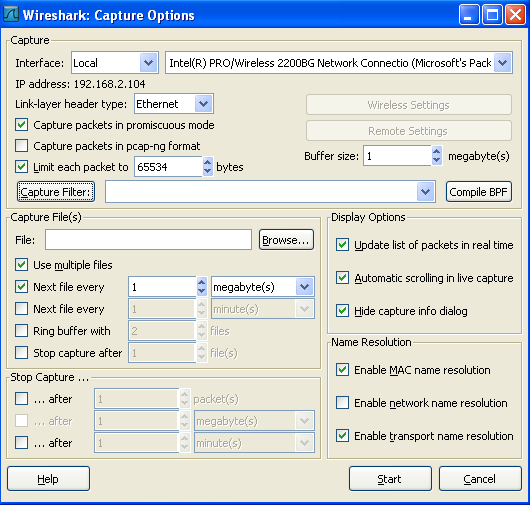 Wireshark: Capture Options
Capture
Interface: Local Intel(R) PRO/Wireless 2200BG Network Connectio (Microsoft's Pack
IP address: 192.168.2.104
Link-layer header type: Ethernet Wireless Settings
Capture packets in promiscuous mode Remote Settings
Capture packets in pcap-ng format
Limit each packet to 65534 bytes Buffer size: 1 megabyte(s)
Capture Filter: Compile BPF
Capture File(s)
File: Browse...
Use multiple files
Next file every 1 megabyte(s)
Next file every 1 minute(s)
Ring buffer with 2 files
Stop capture after 1 file(s)
Stop Capture ...
... after 1 packet(s)
... after 1 megabyte(s)
... after 1 minute(s)
Display Options
Update list of packets in real time
Automatic scrolling in live capture
Hide capture info dialog
Name Resolution
Enable MAC name resolution
Enable network name resolution
Enable transport name resolution
Help Start Cancel